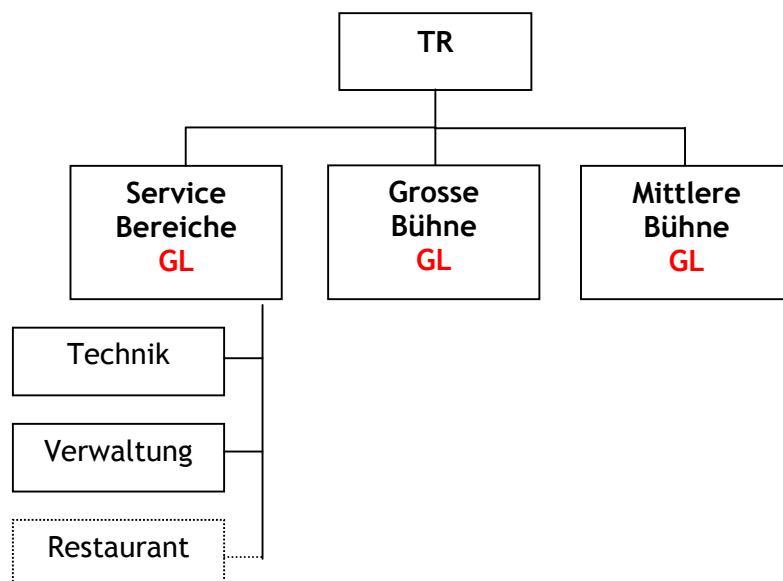 TR
Service
Bereiche
GL
Grosse
Bühne
GL
Mittlere
Bühne
GL
Technik
Verwaltung
Restaurant